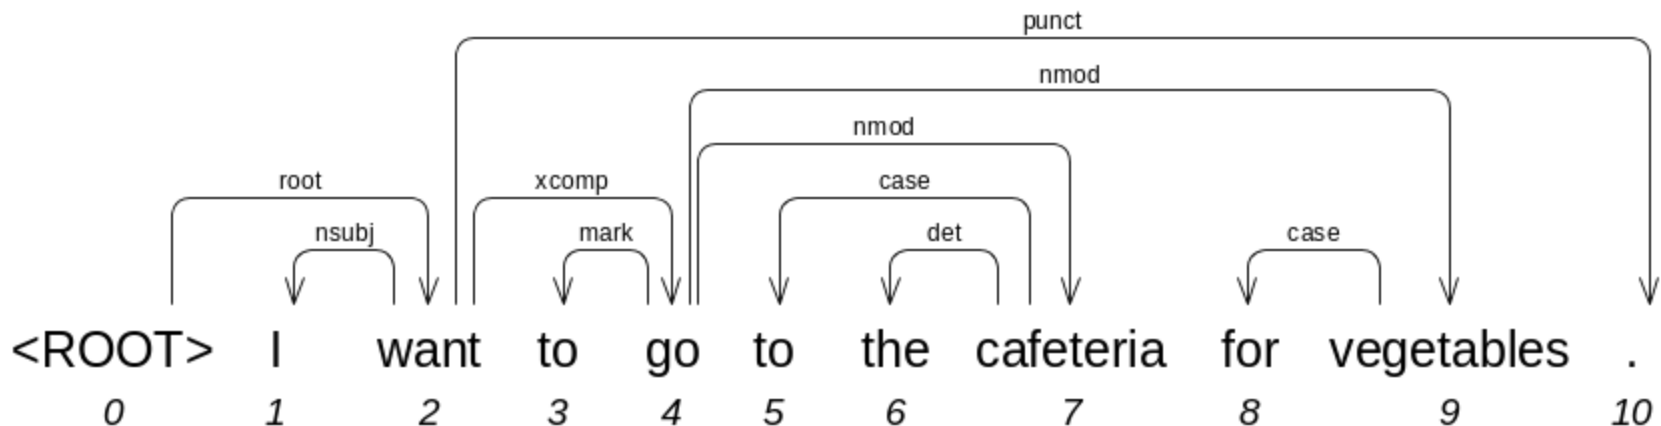 punct
nmod
nmod
root xcomp case
nsubj mark det case
<ROOT> I want to go to the cafeteria for vegetables .
0 1 2 3 4 5 6 7 8 9 10